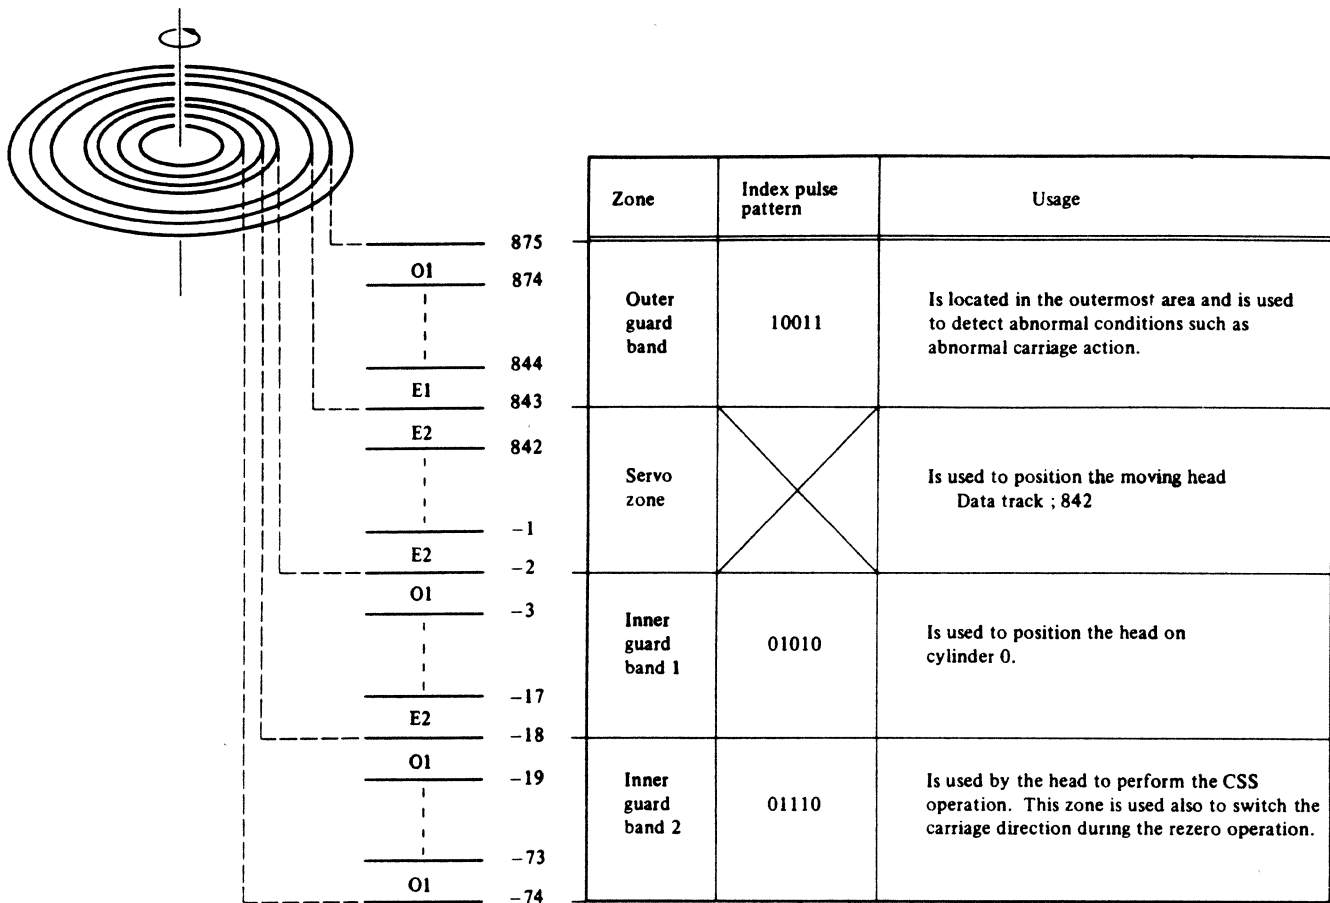 Zone
Index pulse
pattern
Usage
875
O1
874
844
E1
843
E2
842
−1
E2
−2
O1
−3
−17
E2
−18
O1
−19
−73
O1
−74
Outer
guard
band
10011
Is located in the outermost area and is used
to detect abnormal conditions such as
abnormal carriage action.
Servo
zone
Is used to position the moving head
Data track ; 842
Inner
guard
band 1
01010
Is used to position the head on
cylinder 0.
Inner
guard
band 2
01110
Is used by the head to perform the CSS
operation. This zone is used also to switch the
carriage direction during the rezero operation.